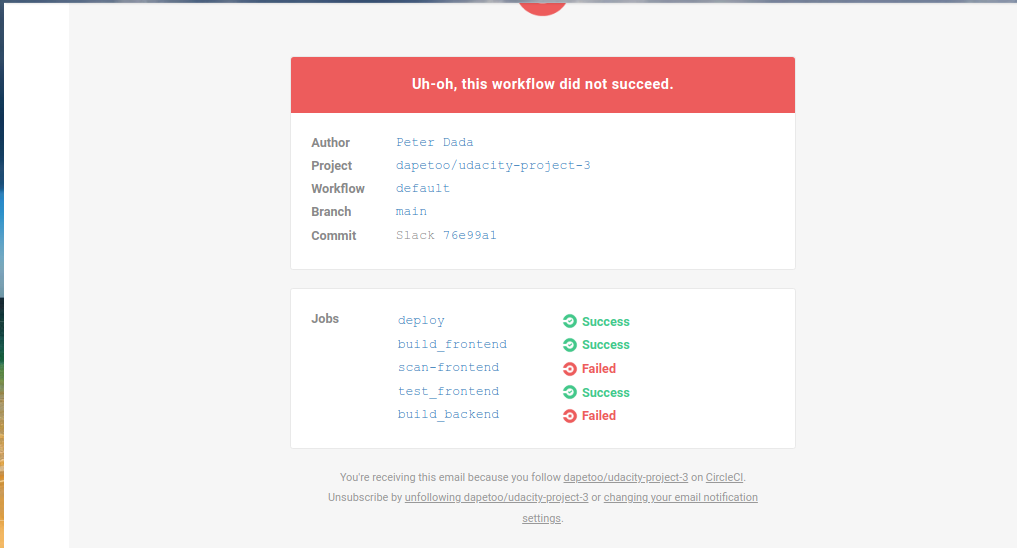 Uh-oh, this workflow did not succeed.
Author Peter Dada
Project dapetoo/udacity-project-3
Workflow default
Branch main
Commit Slack 76e99a1
Jobs deploy Success
build_frontend Success
scan-frontend Failed
test_frontend Success
build_backend Failed
You're receiving this email because you follow dapetoo/udacity-project-3 on CircleCI.
Unsubscribe by unfollowing dapetoo/udacity-project-3 or changing your email notification
settings.